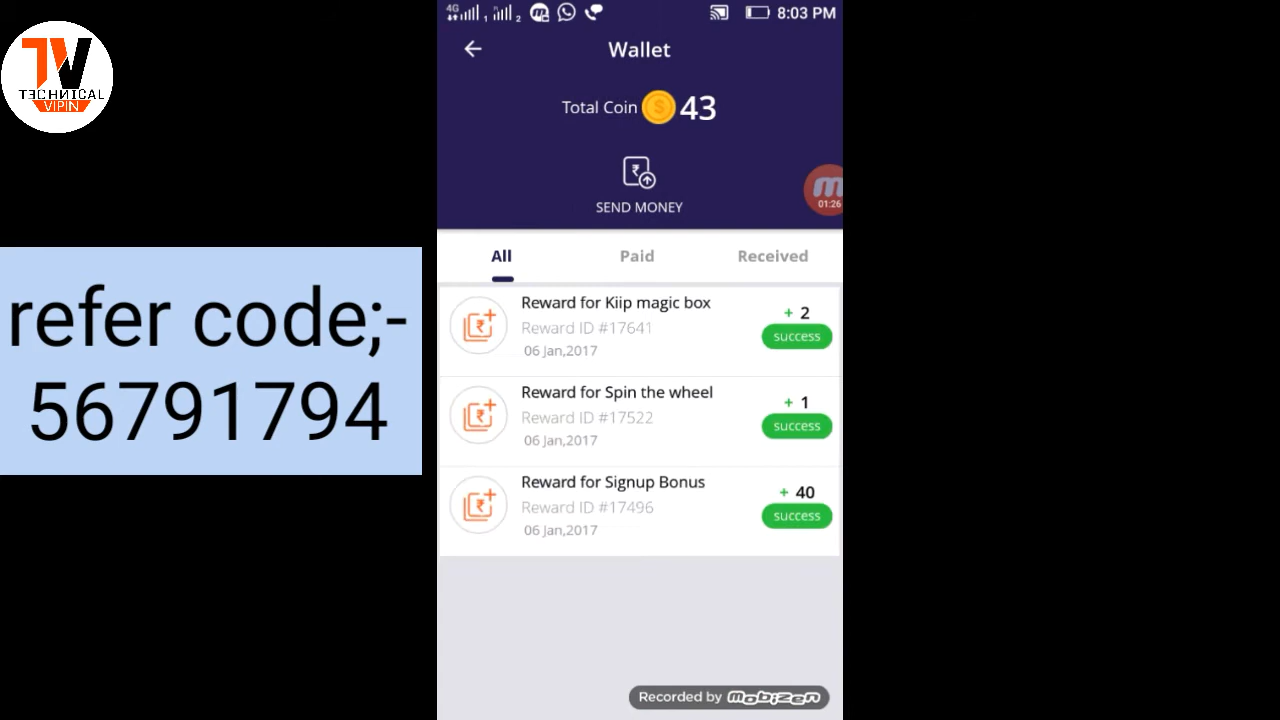 4G 1 2 8:03 PM
TECHNICAL
VIPIN
Wallet
Total Coin $ 43
₹
SEND MONEY
01:26
All Paid Received
refer code;-
56791794
Reward for Kiip magic box
Reward ID #17641
06 Jan,2017
+ 2
success
Reward for Spin the wheel
Reward ID #17522
06 Jan,2017
+ 1
success
Reward for Signup Bonus
Reward ID #17496
06 Jan,2017
+ 40
success
Recorded by mobizen